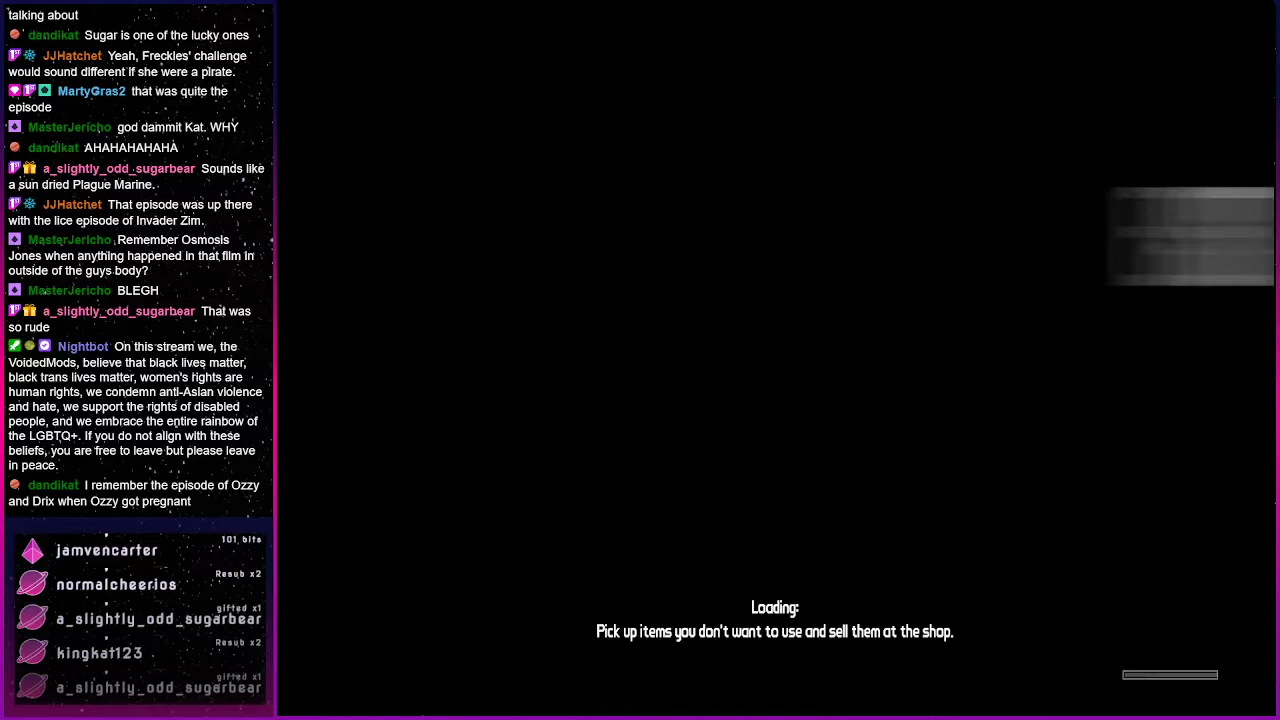 talking about
dandikat Sugar is one of the lucky ones
JJHatchet Yeah, Freckles' challenge
would sound different if she were a pirate.
MartyGras2 that was quite the
episode
MasterJericho god dammit Kat. WHY
dandikat AHAHAHAHAHA
a_slightly_odd_sugarbear Sounds like
a sun dried Plague Marine.
JJHatchet That episode was up there
with the lice episode of Invader Zim.
MasterJericho Remember Osmosis
Jones when anything happened in that film in
outside of the guys body?
MasterJericho BLEGH
a_slightly_odd_sugarbear That was
so rude
Nightbot On this stream we, the
VoidedMods, believe that black lives matter,
black trans lives matter, women's rights are
human rights, we condemn anti-Asian violence
and hate, we support the rights of disabled
people, and we embrace the entire rainbow of
the LGBTQ+. If you do not align with these
beliefs, you are free to leave but please leave
in peace.
dandikat I remember the episode of Ozzy
and Drix when Ozzy got pregnant
101 bits
jamvencarter
Resub x2
normalcheerios
gifted x1
a_slightly_odd_sugarbear
Resub x2
kingkat123
gifted x1
a_slightly_odd_sugarbear
Loading:
Pick up items you don't want to use and sell them at the shop.